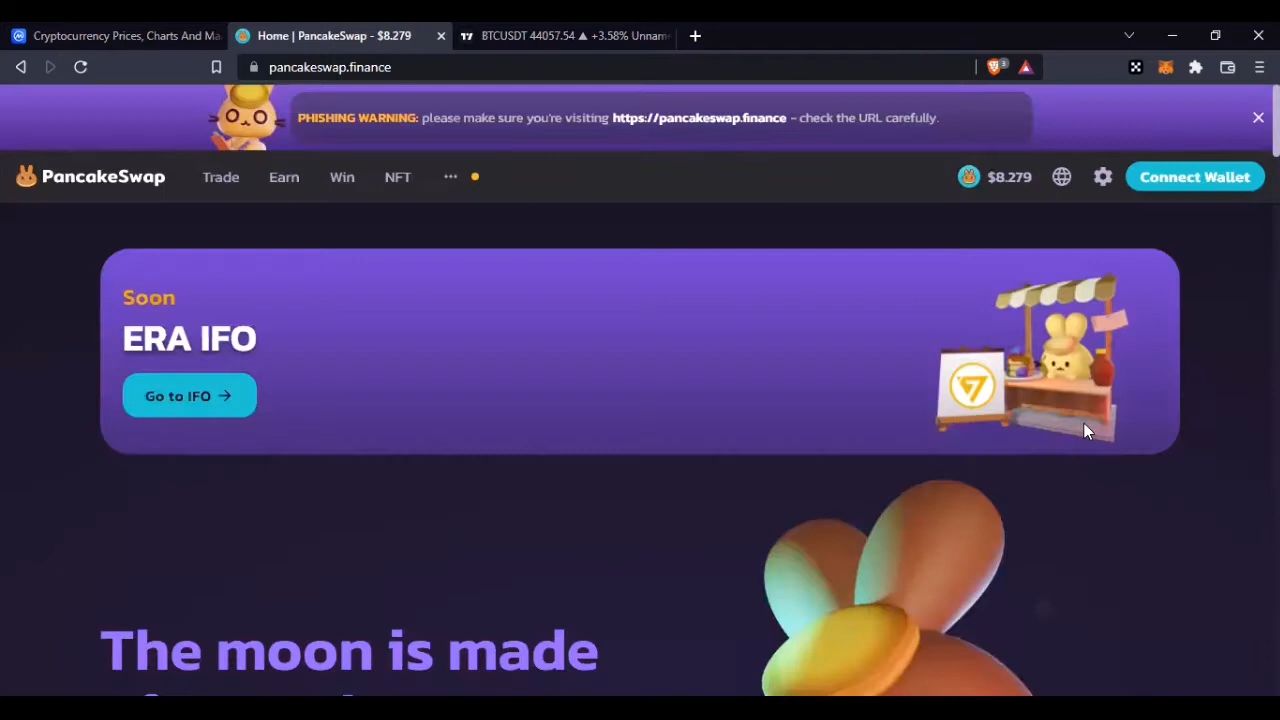 Cryptocurrency Prices, Charts And Ma
Home | PancakeSwap - $8.279
BTCUSDT 44057.54 ▲ +3.58% Unnam
pancakeswap.finance
3
PHISHING WARNING: please make sure you're visiting https://pancakeswap.finance - check the URL carefully.
PancakeSwap
Trade
Earn
Win
NFT
$8.279
Connect Wallet
Soon
ERA IFO
Go to IFO →
The moon is made